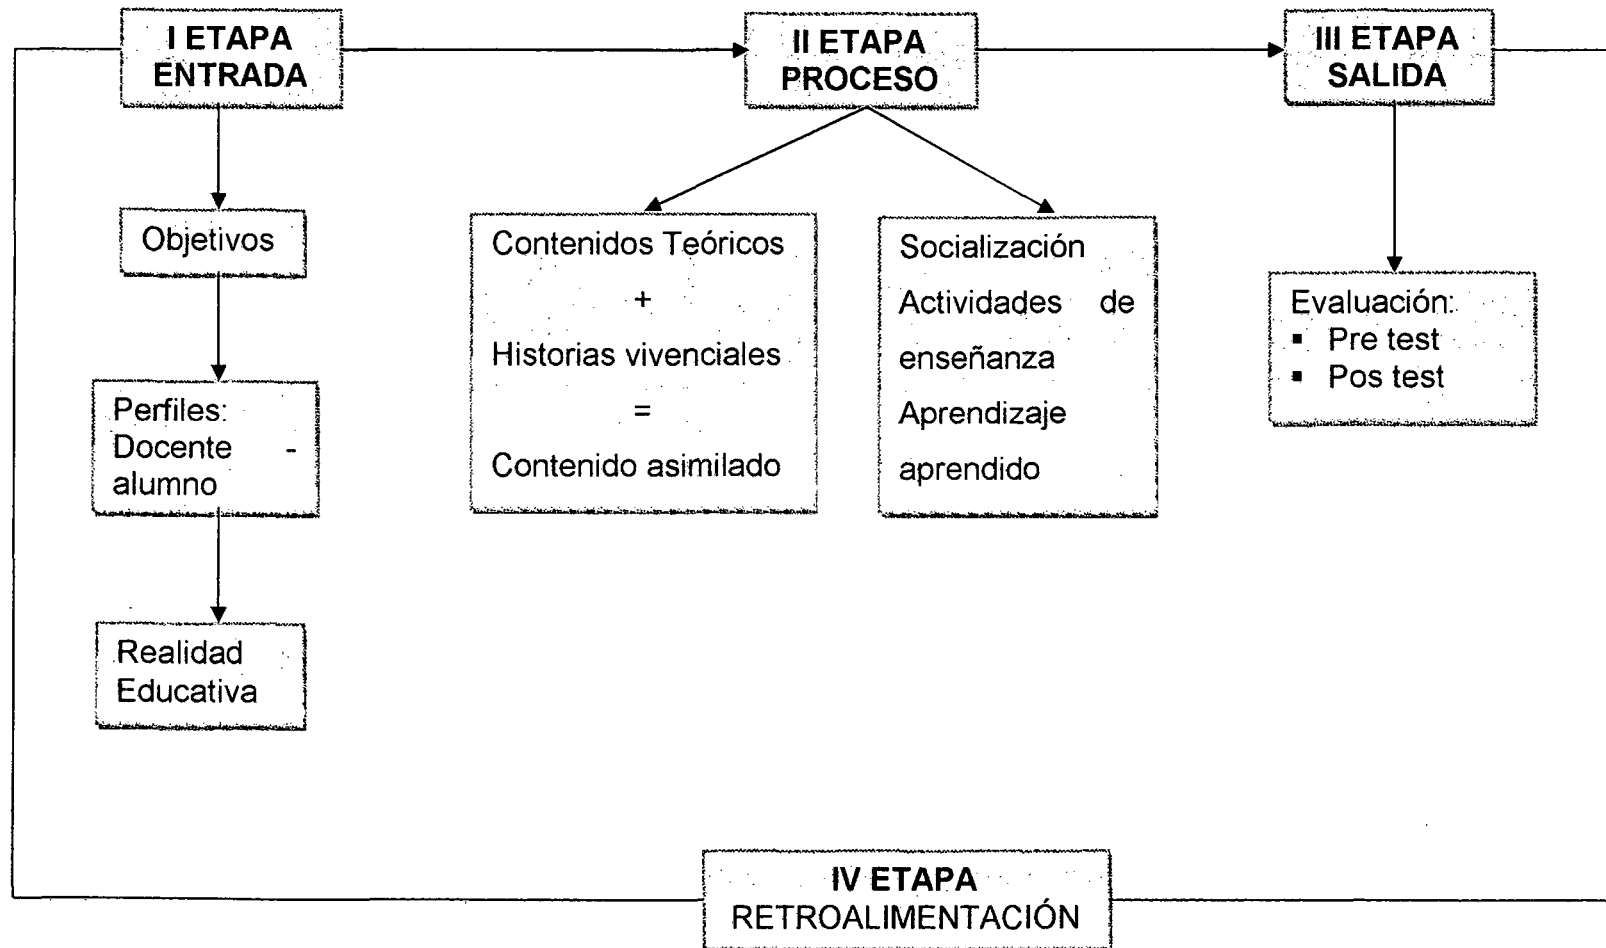 I ETAPA
ENTRADA
II ETAPA
PROCESO
III ETAPA
SALIDA
Objetivos
Perfiles:
Docente -
alumno
Realidad
Educativa
Contenidos Teóricos
+
Historias vivenciales
=
Contenido asimilado
Socialización
Actividades de
enseñanza
Aprendizaje
aprendido
Evaluación:
▪ Pre test
▪ Pos test
IV ETAPA
RETROALIMENTACIÓN